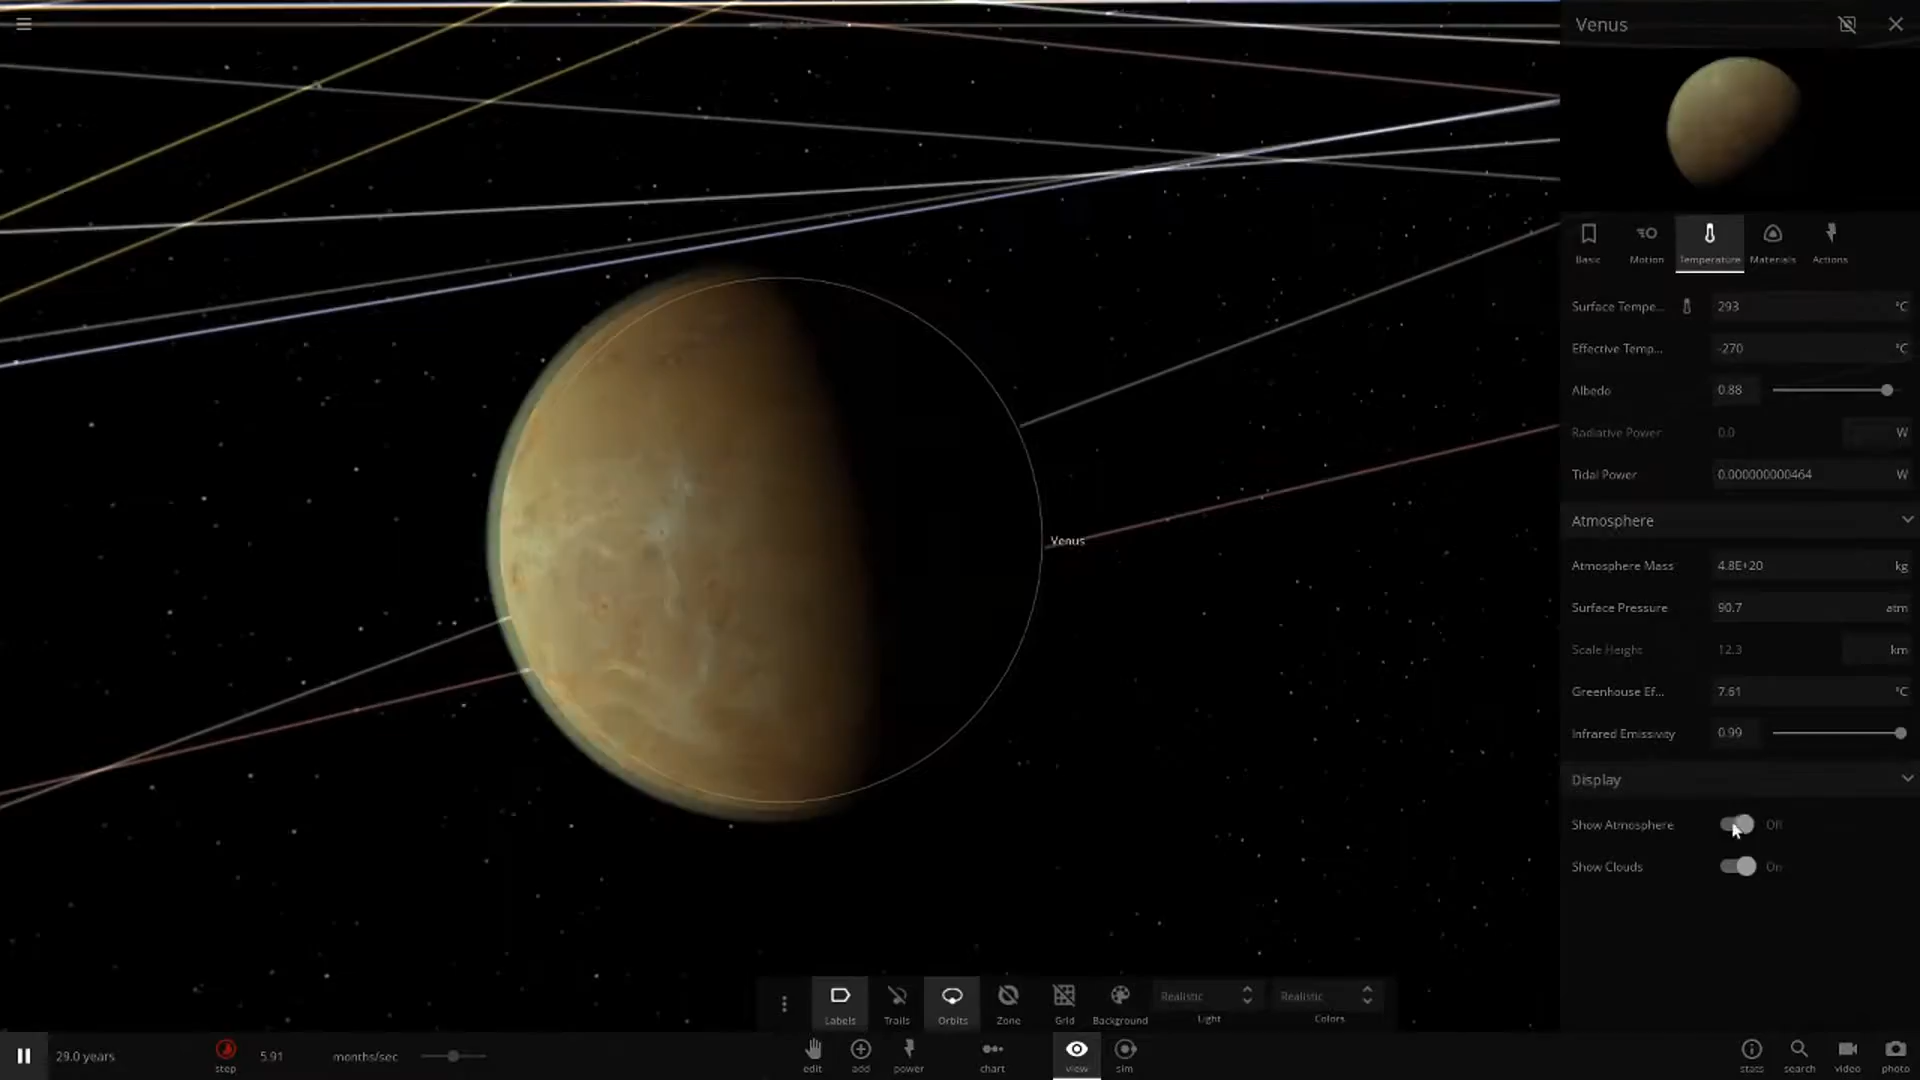 Venus
Basic Motion Temperature Materials Actions
Surface Tempe... 293 °C
Effective Temp... -270 °C
Albedo 0.88
Radiative Power 0.0 W
Tidal Power 0.000000000464 W
Venus
Atmosphere
Atmosphere Mass 4.8E+20 kg
Surface Pressure 90.7 atm
Scale Height 12.3 km
Greenhouse Ef... 7.61 °C
Infrared Emissivity 0.99
Display
Show Atmosphere Off
Show Clouds On
Labels Trails Orbits Zone Grid Background Realistic Light Realistic Colors
29.0 years step 5.91 months/sec edit add power chart view sim stats search video photo